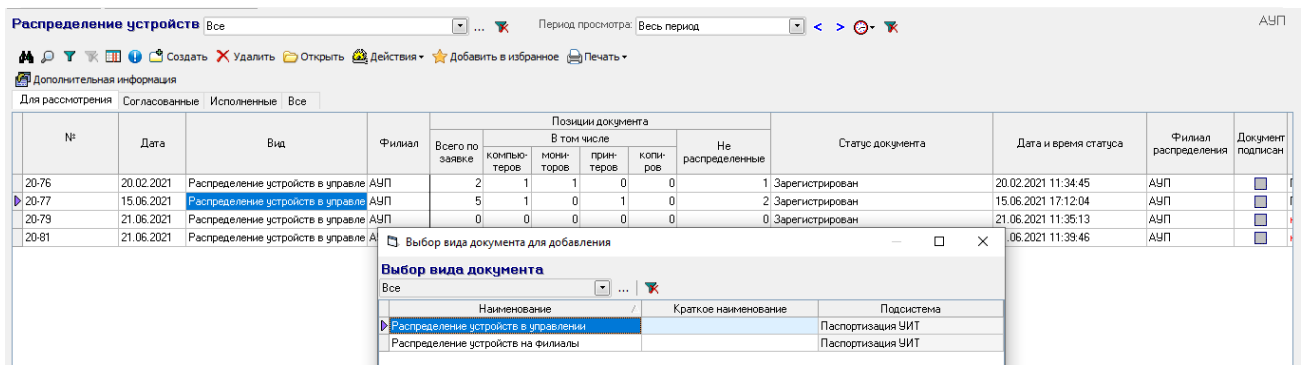 Распределение устройств Все ... Период просмотра: Весь период < > АУП
Создать Удалить Открыть Действия Добавить в избранное Печать
Дополнительная информация
Для рассмотрения Согласованные Исполненные Все
№ Дата Вид Филиал Позиции документа Статус документа Дата и время статуса Филиал распределения Документ подписан
Всего по заявке В том числе Не распределенные
компью-теров мони-торов прин-теров копи-ров
20-76 20.02.2021 Распределение устройств в управле АУП 2 1 1 0 0 1 Зарегистрирован 20.02.2021 11:34:45 АУП
20-77 15.06.2021 Распределение устройств в управле АУП 5 1 0 1 0 2 Зарегистрирован 15.06.2021 17:12:04 АУП
20-79 21.06.2021 Распределение устройств в управле АУП 0 0 0 0 0 0 Зарегистрирован 21.06.2021 11:35:13 АУП
20-81 21.06.2021 Распределение устройств в управле .06.2021 11:39:46 АУП
Выбор вида документа для добавления
Выбор вида документа
Все ...
Наименование Краткое наименование Подсистема
Распределение устройств в управлении Паспортизация УИТ
Распределение устройств на филиалы Паспортизация УИТ